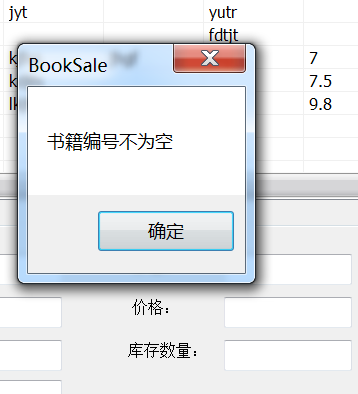 jyt yutr
fdtjt
7
7.5
9.8
BookSale
书籍编号不为空
确定
价格：
库存数量：